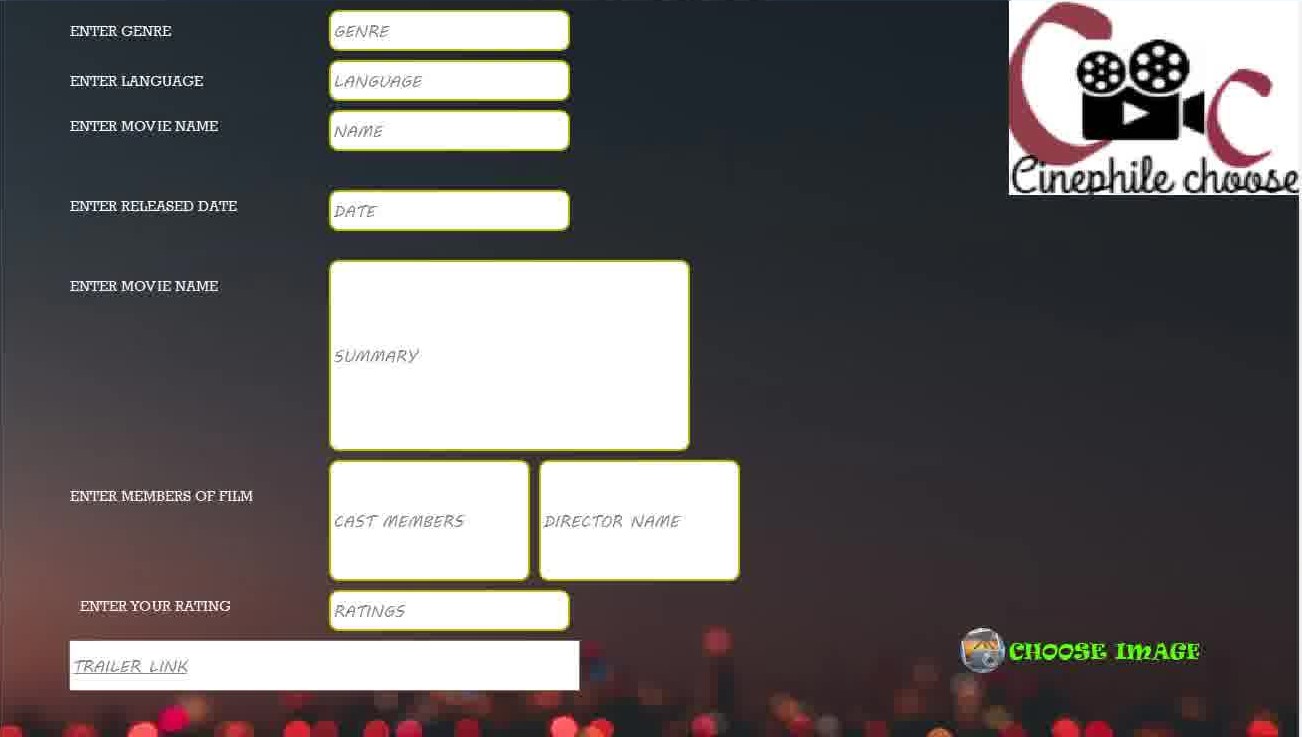 ENTER GENRE
GENRE
ENTER LANGUAGE
LANGUAGE
ENTER MOVIE NAME
NAME
ENTER RELEASED DATE
DATE
ENTER MOVIE NAME
SUMMARY
ENTER MEMBERS OF FILM
CAST MEMBERS
DIRECTOR NAME
ENTER YOUR RATING
RATINGS
TRAILER LINK
CC
Cinephile choose
CHOOSE IMAGE